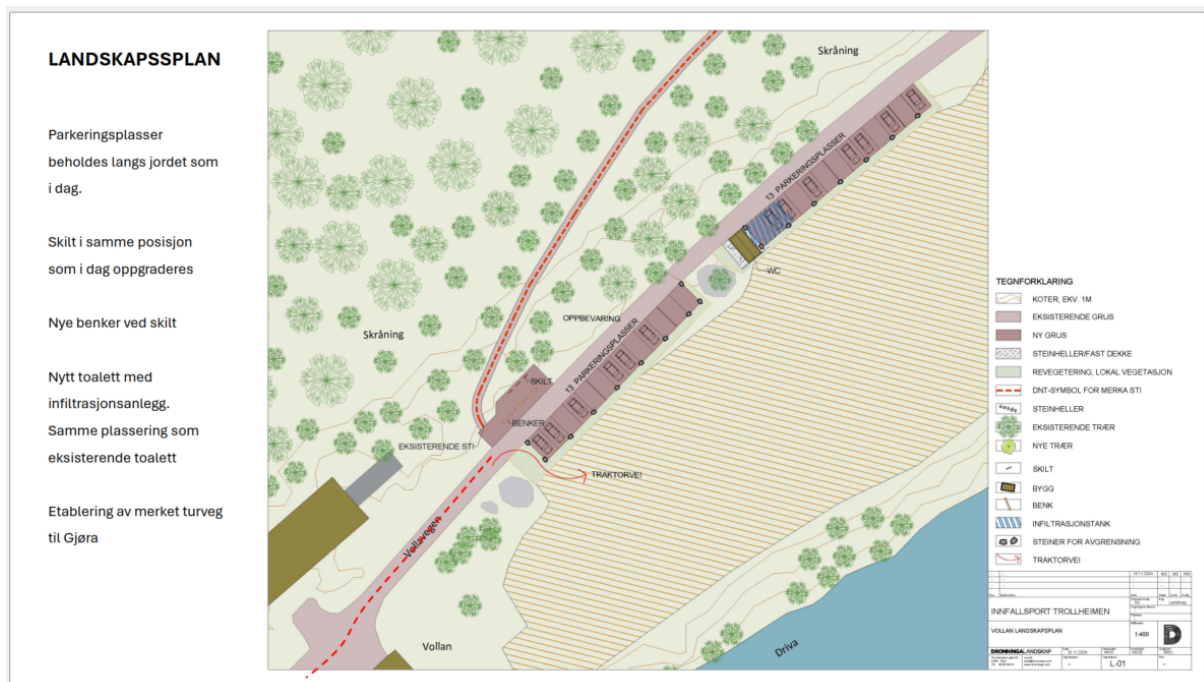 LANDSKAPSSPLAN
Parkeringsplasser
beholdes langs jordet som
i dag.
Skilt i samme posisjon
som i dag oppgraderes
Nye benker ved skilt
Nytt toalett med
infiltrasjonsanlegg.
Samme plassering som
eksisterende toalett
Etablering av merket turveg
til Gjøra
Skråning
13 PARKERINGSPLASSER
WC
OPPBEVARING
Skråning
13 PARKERINGSPLASSER
SKILT
BENKER
EKSISTERENDE STI
TRAKTORVEI
Vollavegen
Vollan
Driva
TEGNFORKLARING
KOTER, EKV. 1M
EKSISTERENDE GRUS
NY GRUS
STEINHELLER/FAST DEKKE
REVEGETERING, LOKAL VEGETASJON
DNT-SYMBOL FOR MERKA STI
STEINHELLER
EKSISTERENDE TRÆR
NYE TRÆR
SKILT
BYGG
BENK
INFILTRASJONSTANK
STEINER FOR AVGRENSNING
TRAKTORVEI
INNFALLSPORT TROLLHEIMEN
VOLLAN LANDSKAPSPLAN
1:400
DRONNINGALANDSKAP
L-01